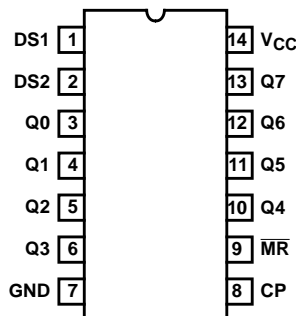 DS1 1 14 VCC
DS2 2 13 Q7
Q0 3 12 Q6
Q1 4 11 Q5
Q2 5 10 Q4
Q3 6 9 M̅R̅
GND 7 8 CP